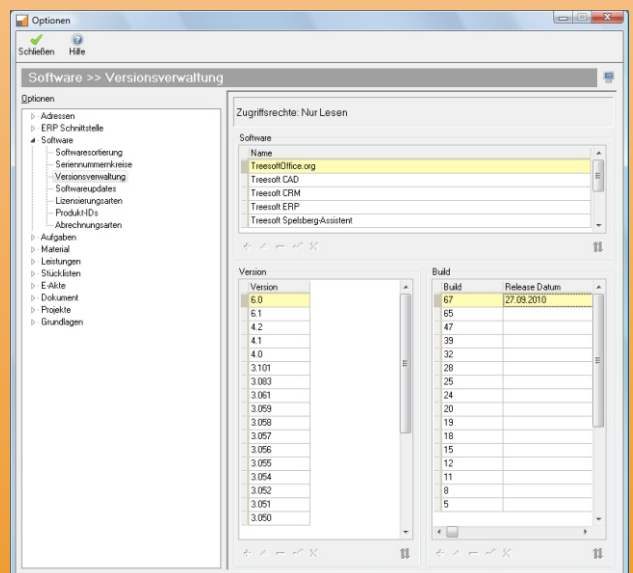 Optionen
Schließen Hilfe
Software >> Versionsverwaltung
Optionen
Adressen
ERP Schnittstelle
Software
Softwaresortierung
Seriennummernkreise
Versionsverwaltung
Softwareupdates
Lizensierungsarten
Produkt-IDs
Abrechnungsarten
Aufgaben
Material
Leistungen
Stücklisten
E-Akte
Dokument
Projekte
Grundlagen
Zugriffsrechte: Nur Lesen
Software
Name
TreesoftOffice.org
Treesoft CAD
Treesoft CRM
Treesoft ERP
Treesoft Spelsberg-Assistent
Version
Version
6.0
6.1
4.2
4.1
4.0
3.101
3.083
3.061
3.059
3.058
3.057
3.056
3.055
3.054
3.052
3.051
3.050
Build
Build Release Datum
67 27.09.2010
65
47
39
32
28
25
24
20
19
18
15
12
11
8
5